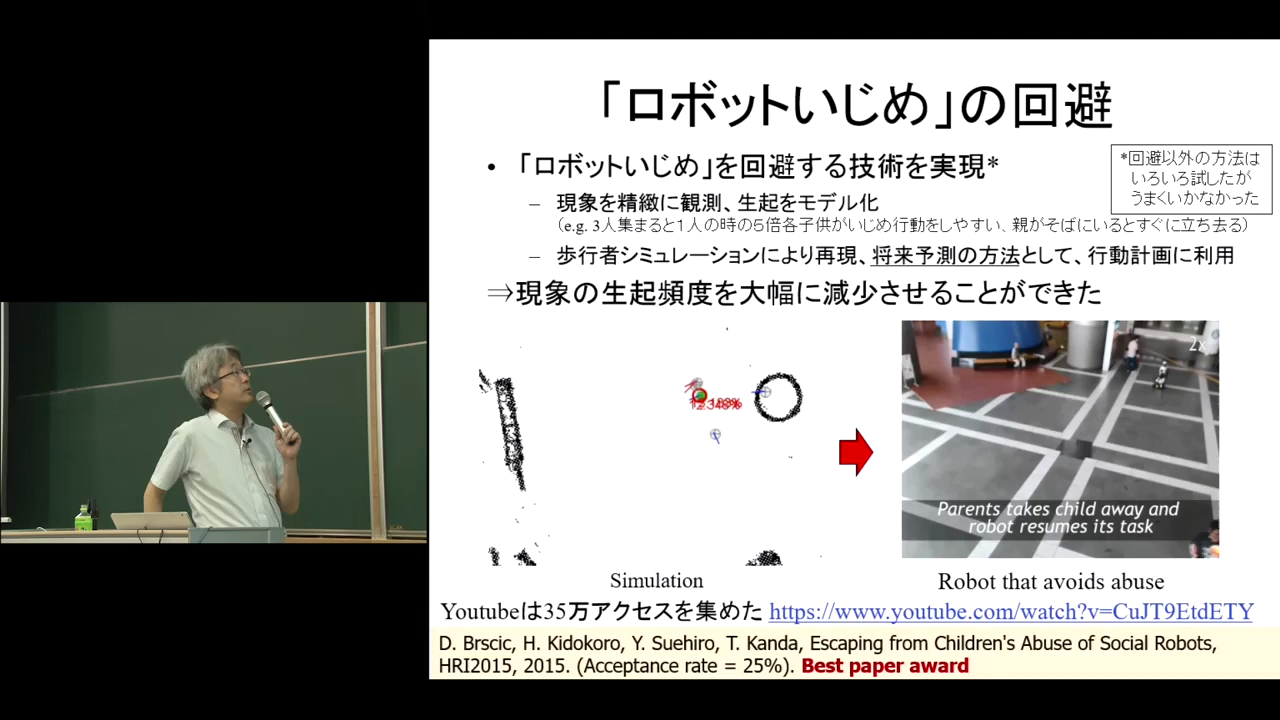 「ロボットいじめ」の回避
• 「ロボットいじめ」を回避する技術を実現*
*回避以外の方法は
いろいろ試したが
うまくいかなかった
– 現象を精緻に観測、生起をモデル化
（e.g. 3人集まると1人の時の5倍各子供がいじめ行動をしやすい、親がそばにいるとすぐに立ち去る）
– 歩行者シミュレーションにより再現、将来予測の方法として、行動計画に利用
⇒現象の生起頻度を大幅に減少させることができた
2x
Parents takes child away and
robot resumes its task
Simulation
Robot that avoids abuse
Youtubeは35万アクセスを集めた https://www.youtube.com/watch?v=CuJT9EtdETY
D. Brscic, H. Kidokoro, Y. Suehiro, T. Kanda, Escaping from Children's Abuse of Social Robots,
HRI2015, 2015. (Acceptance rate = 25%). Best paper award